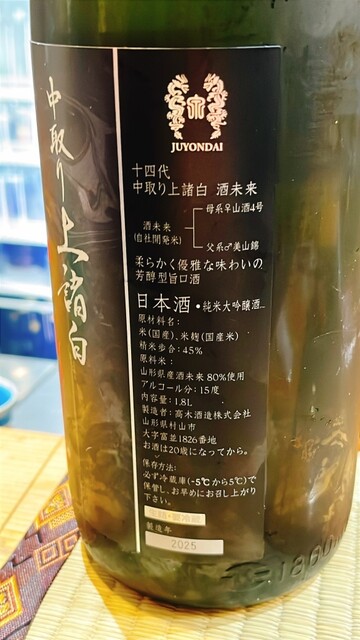 中取り上諸白
JUYONDAI
十四代
中取り上諸白 酒未来
酒未来
(自社開発米)
母系♀山酒4号
父系♂美山錦
柔らかく優雅な味わいの
芳醇型旨口酒
日本酒・純米大吟醸酒
原材料名:
米(国産)、米麹(国産米)
精米歩合:45%
原料米:
山形県産酒未来 80%使用
アルコール分:15度
内容量:1.8L
製造者:高木酒造株式会社
山形県村山市
大字富並1826番地
お酒は20歳になってから。
保存方法:
必ず冷蔵庫(-5℃から5℃)で
保管し、お早めにお召し上がり
下さい。
製造年
2025